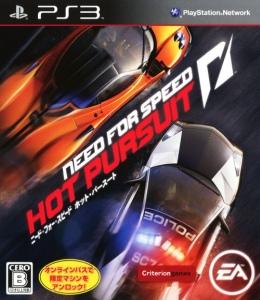 PS3
PlayStation Network
NEED FOR SPEED
HOT PURSUIT
ニード・フォー・スピード ホット・パースート
POLICE
CERO
B
オンラインパスで
限定マシンを
アンロック!
Criterion games
EA